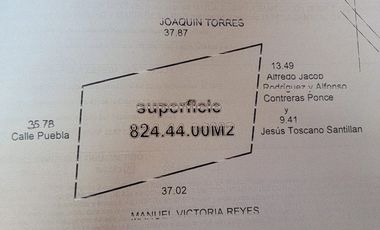 JOAQUIN TORRES
37.87
13.49
Alfredo Jacob
Rodriguez y Alfonso
Contreras Ponce
y
9.41
Jesús Toscano Santillan
35.78
Calle Puebla
superficie
824.44.00M2
37.02
MANUEL VICTORIA REYES